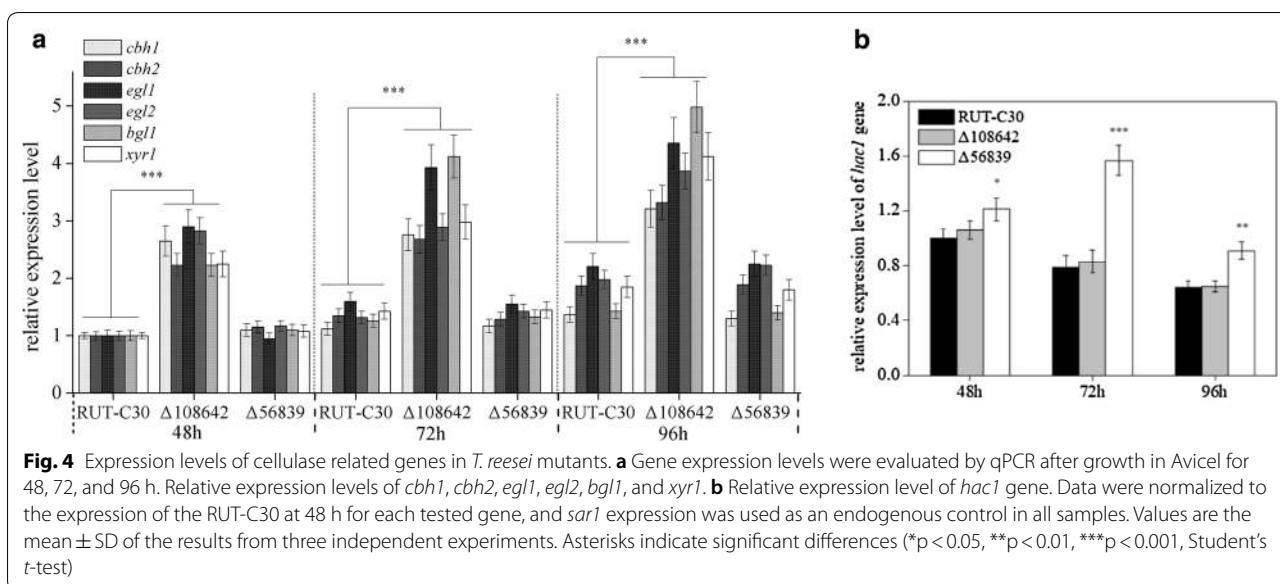 a
b
cbh1
cbh2
egl1
egl2
bgl1
xyr1
***
***
***
relative expression level
5
4
3
2
1
0
RUT-C30 Δ108642 Δ56839 RUT-C30 Δ108642 Δ56839 RUT-C30 Δ108642 Δ56839
48h 72h 96h
relative expression level of hac1 gene
2.0
1.6
1.2
0.8
0.4
0.0
RUT-C30
Δ108642
Δ56839
*
***
**
48h 72h 96h
Fig. 4 Expression levels of cellulase related genes in T. reesei mutants. a Gene expression levels were evaluated by qPCR after growth in Avicel for
48, 72, and 96 h. Relative expression levels of cbh1, cbh2, egl1, egl2, bgl1, and xyr1. b Relative expression level of hac1 gene. Data were normalized to
the expression of the RUT-C30 at 48 h for each tested gene, and sar1 expression was used as an endogenous control in all samples. Values are the
mean ± SD of the results from three independent experiments. Asterisks indicate significant differences (*p < 0.05, **p < 0.01, ***p < 0.001, Student's
t-test)